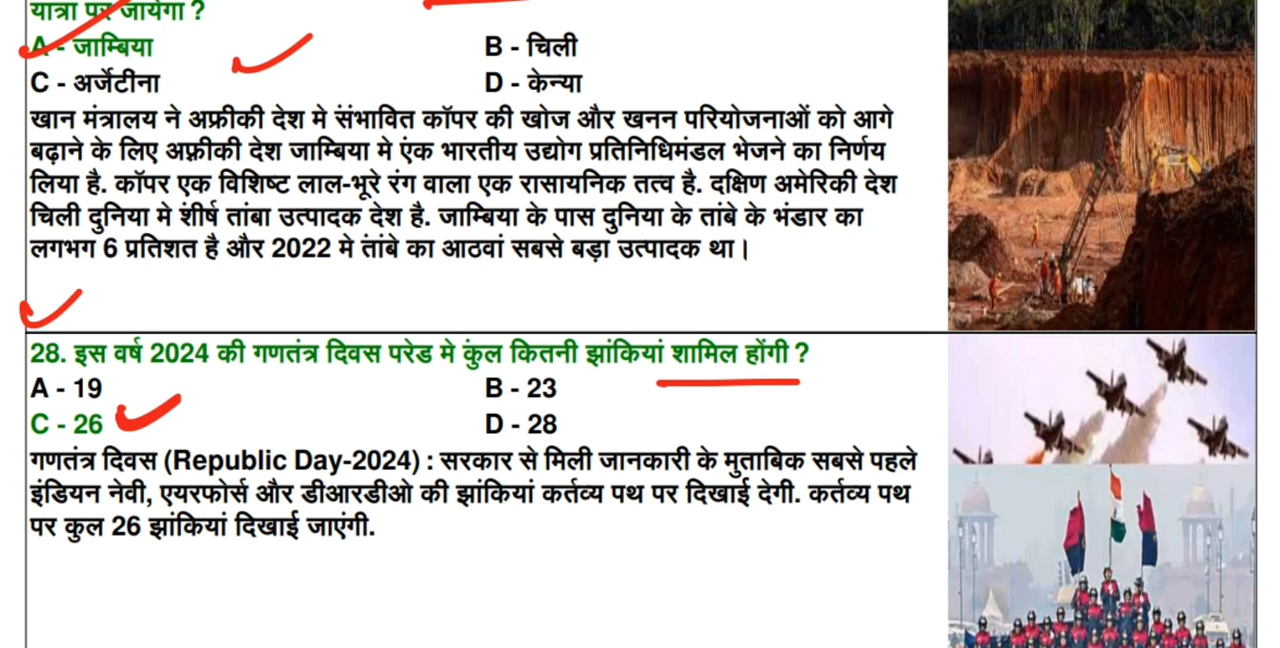 यात्रा पर जायेगा ?
A - जाम्बिया
B - चिली
C - अर्जेटीना
D - केन्या
खान मंत्रालय ने अफ्रीकी देश मे संभावित कॉपर की खोज और खनन परियोजनाओं को आगे
बढ़ाने के लिए अफ़्रीकी देश जाम्बिया मे एंक भारतीय उद्योग प्रतिनिधिमंडल भेजने का निर्णय
लिया है. कॉपर एक विशिष्ट लाल-भूरे रंग वाला एक रासायनिक तत्व है. दक्षिण अमेरिकी देश
चिली दुनिया मे शीर्ष तांबा उत्पादक देश है. जाम्बिया के पास दुनिया के तांबे के भंडार का
लगभग 6 प्रतिशत है और 2022 मे तांबे का आठवां सबसे बड़ा उत्पादक था।
28. इस वर्ष 2024 की गणतंत्र दिवस परेड मे कुंल कितनी झांकियां शामिल होंगी ?
A - 19
B - 23
C - 26
D - 28
गणतंत्र दिवस (Republic Day-2024) : सरकार से मिली जानकारी के मुताबिक सबसे पहले
इंडियन नेवी, एयरफोर्स और डीआरडीओ की झांकियां कर्तव्य पथ पर दिखाई देगी. कर्तव्य पथ
पर कुल 26 झांकियां दिखाई जाएंगी.